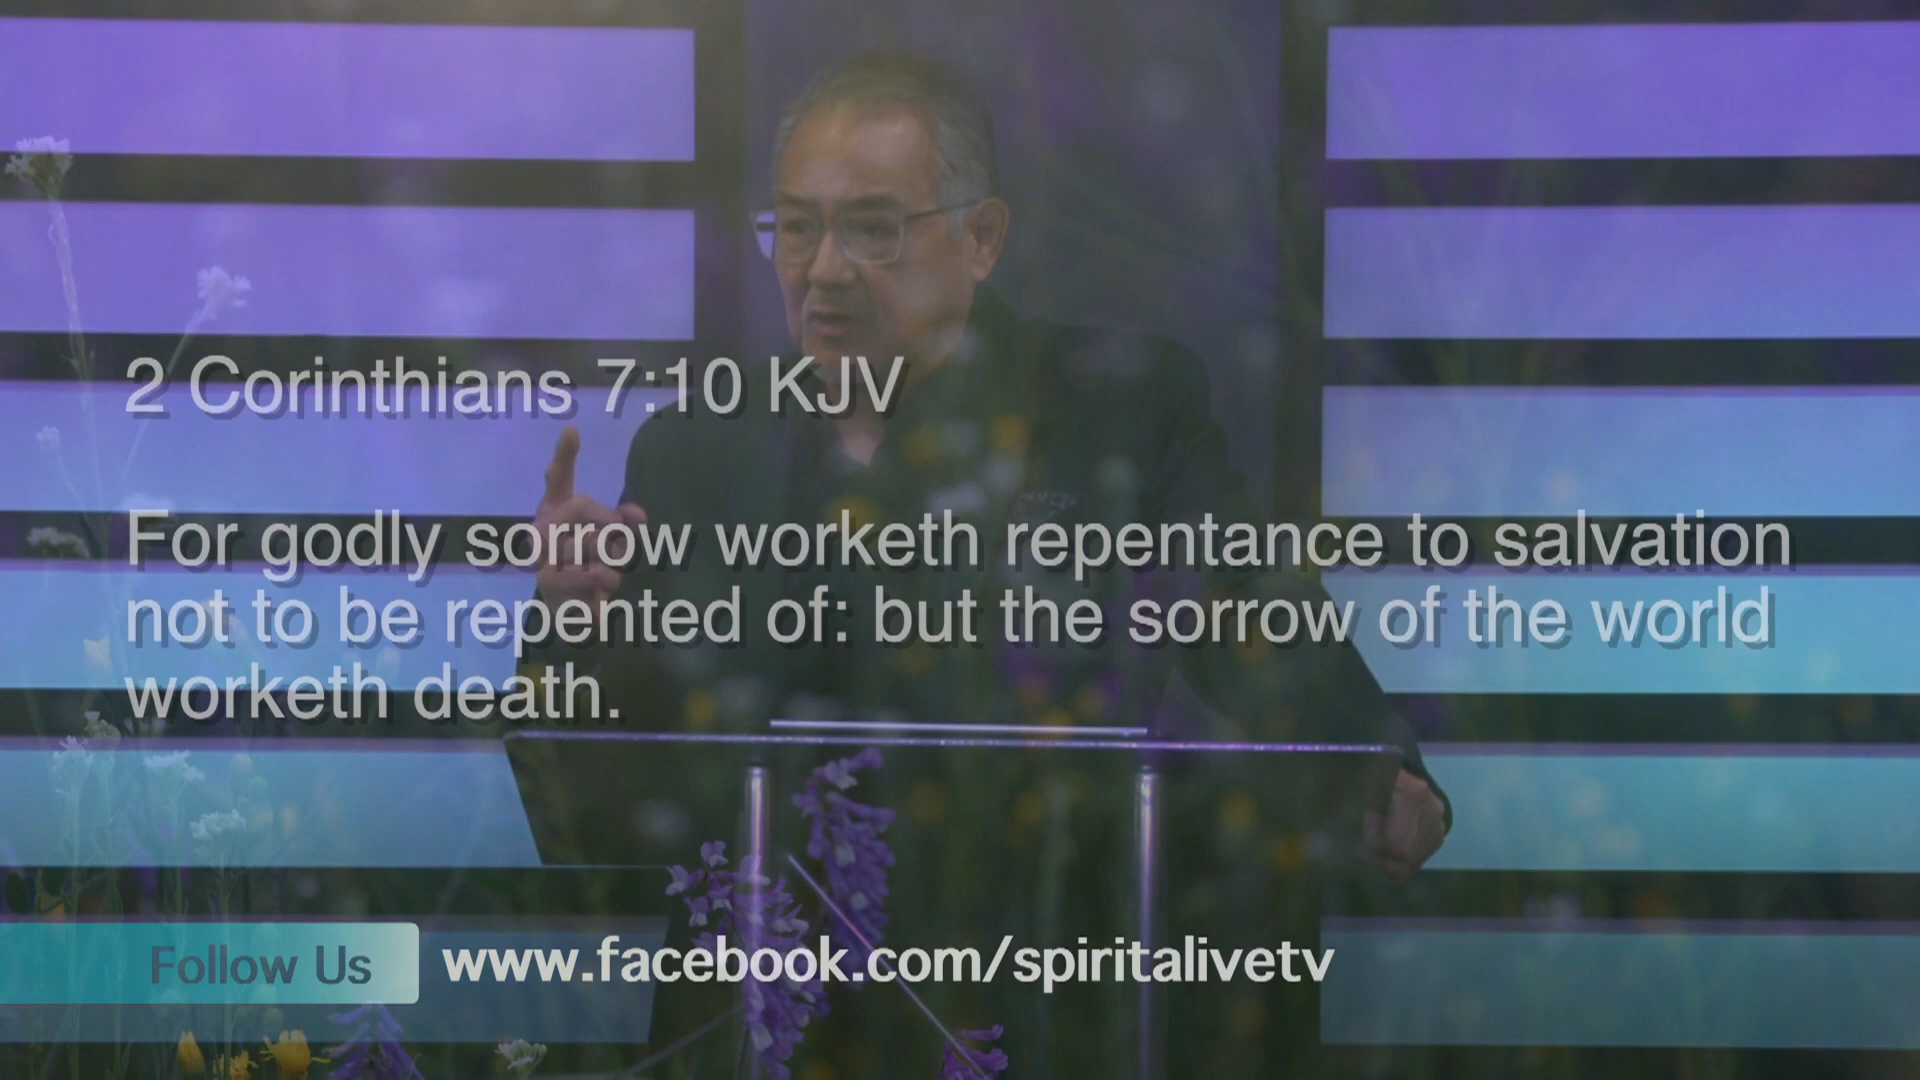 2 Corinthians 7:10 KJV
For godly sorrow worketh repentance to salvation
not to be repented of: but the sorrow of the world
worketh death.
Follow Us www.facebook.com/spiritalivetv